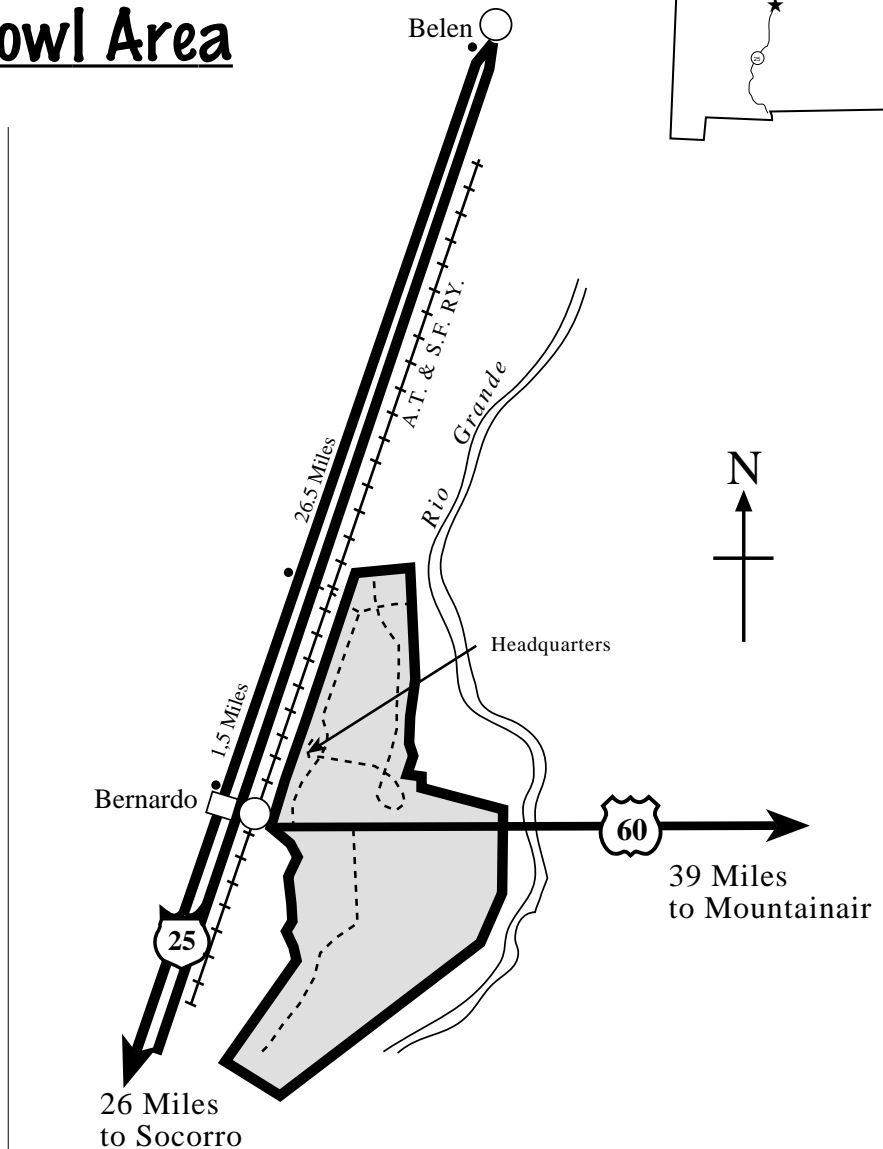 owl Area
Belen
25
A.T. & S.F. RY.
Rio Grande
26.5 Miles
N
Headquarters
1,5 Miles
Bernardo
60
39 Miles
to Mountainair
25
26 Miles
to Socorro